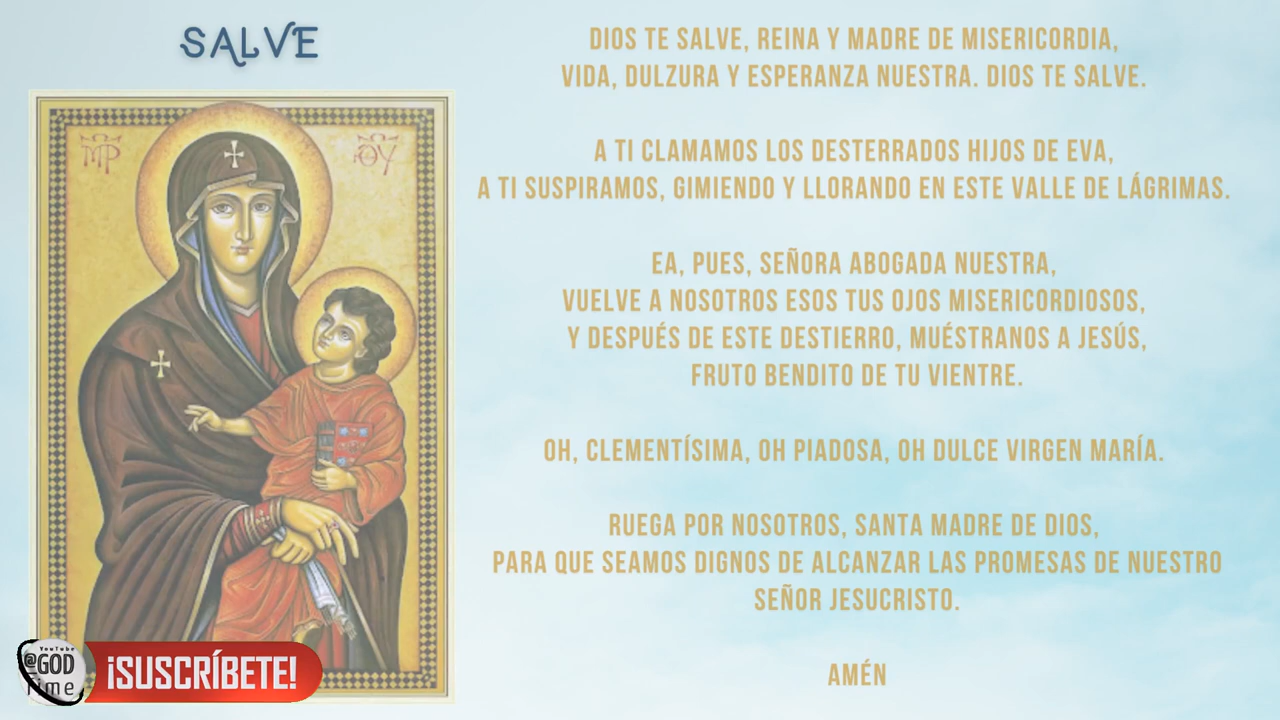 SALVE
MP
ΘΥ
DIOS TE SALVE, REINA Y MADRE DE MISERICORDIA,
VIDA, DULZURA Y ESPERANZA NUESTRA. DIOS TE SALVE.
A TI CLAMAMOS LOS DESTERRADOS HIJOS DE EVA,
A TI SUSPIRAMOS, GIMIENDO Y LLORANDO EN ESTE VALLE DE LÁGRIMAS.
EA, PUES, SEÑORA ABOGADA NUESTRA,
VUELVE A NOSOTROS ESOS TUS OJOS MISERICORDIOSOS,
Y DESPUÉS DE ESTE DESTIERRO, MUÉSTRANOS A JESÚS,
FRUTO BENDITO DE TU VIENTRE.
OH, CLEMENTÍSIMA, OH PIADOSA, OH DULCE VIRGEN MARÍA.
RUEGA POR NOSOTROS, SANTA MADRE DE DIOS,
PARA QUE SEAMOS DIGNOS DE ALCANZAR LAS PROMESAS DE NUESTRO
SEÑOR JESUCRISTO.
AMÉN
YouTube
@GOD
Time
¡SUSCRÍBETE!